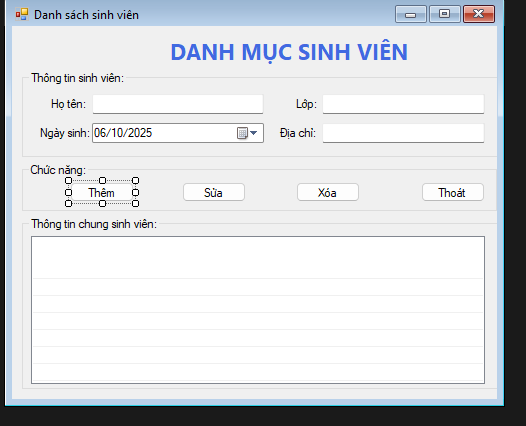 Danh sách sinh viên
DANH MỤC SINH VIÊN
Thông tin sinh viên:
Họ tên: Lớp:
Ngày sinh: 06/10/2025 Địa chỉ:
Chức năng:
Thêm Sửa Xóa Thoát
Thông tin chung sinh viên: